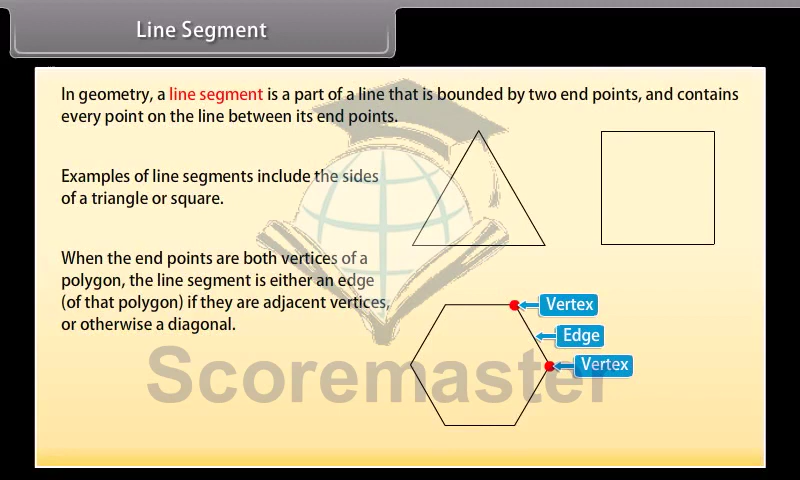 Line Segment
In geometry, a line segment is a part of a line that is bounded by two end points, and contains
every point on the line between its end points.
Examples of line segments include the sides
of a triangle or square.
When the end points are both vertices of a
polygon, the line segment is either an edge
(of that polygon) if they are adjacent vertices,
or otherwise a diagonal.
Vertex
Edge
Vertex
Scoremaster